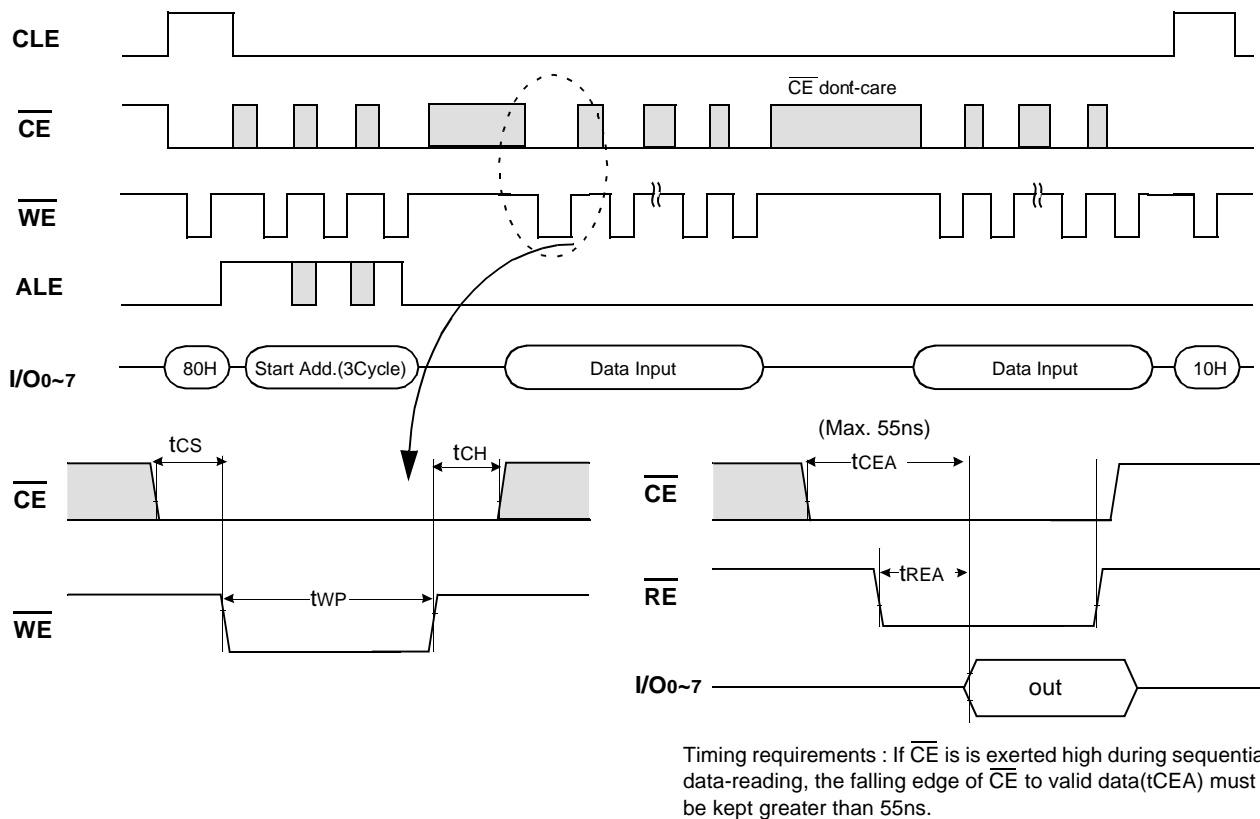 CLE
CE dont-care
CE
WE
ALE
I/O0~7 80H Start Add.(3Cycle) Data Input Data Input 10H
tCS tCH
CE
tWP
WE
(Max. 55ns)
tCEA
CE
tREA
RE
I/O0~7 out
Timing requirements : If CE is is exerted high during sequentia
data-reading, the falling edge of CE to valid data(tCEA) must
be kept greater than 55ns.